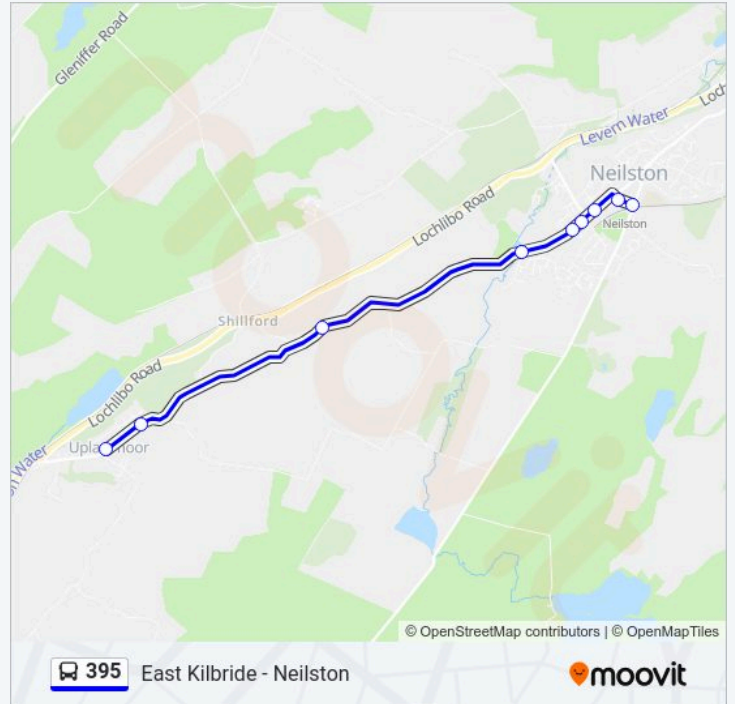 Gleniffer Road
Loch
Levern Water
Neilston
Lochlibo Road
Neilston
Shillford
Lochlibo Road
Water
© OpenStreetMap contributors | © OpenMapTiles
395 East Kilbride - Neilston
moovit